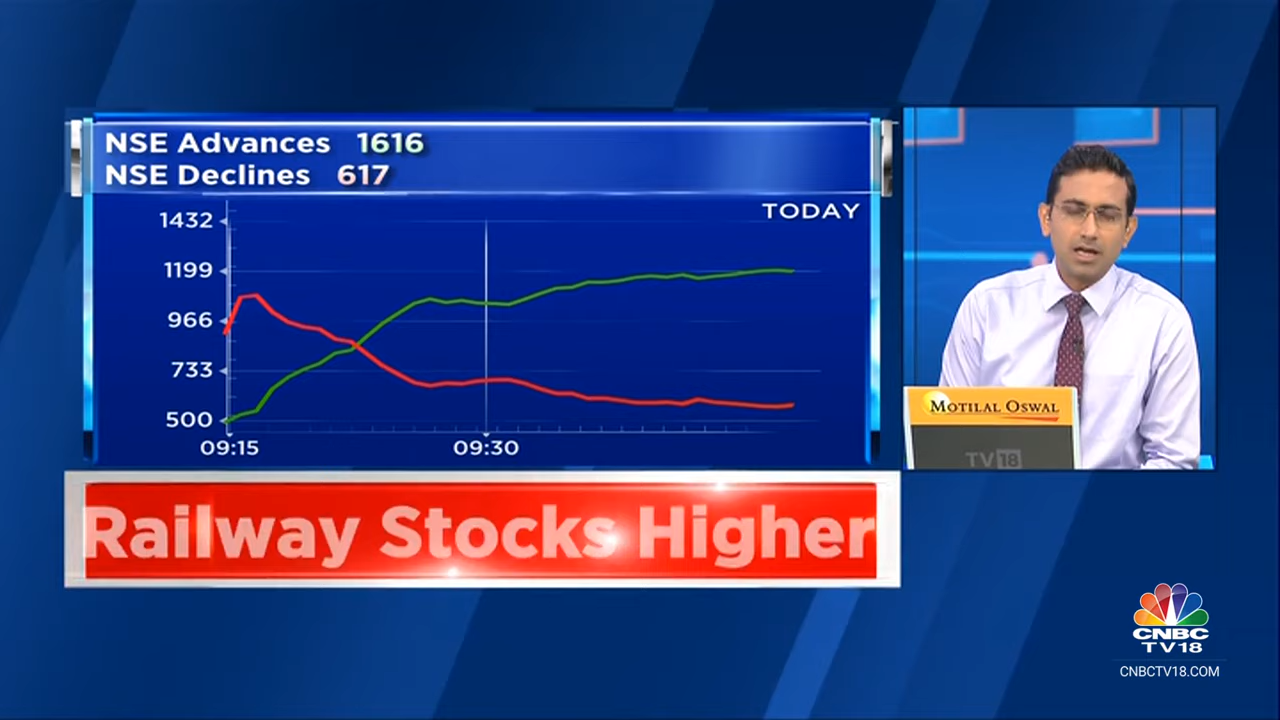 NSE Advances 1616
NSE Declines 617
TODAY
1432
1199
966
733
500
09:15
09:30
Railway Stocks Higher
MOTILAL OSWAL
TV18
CNBC
TV18
CNBCTV18.COM